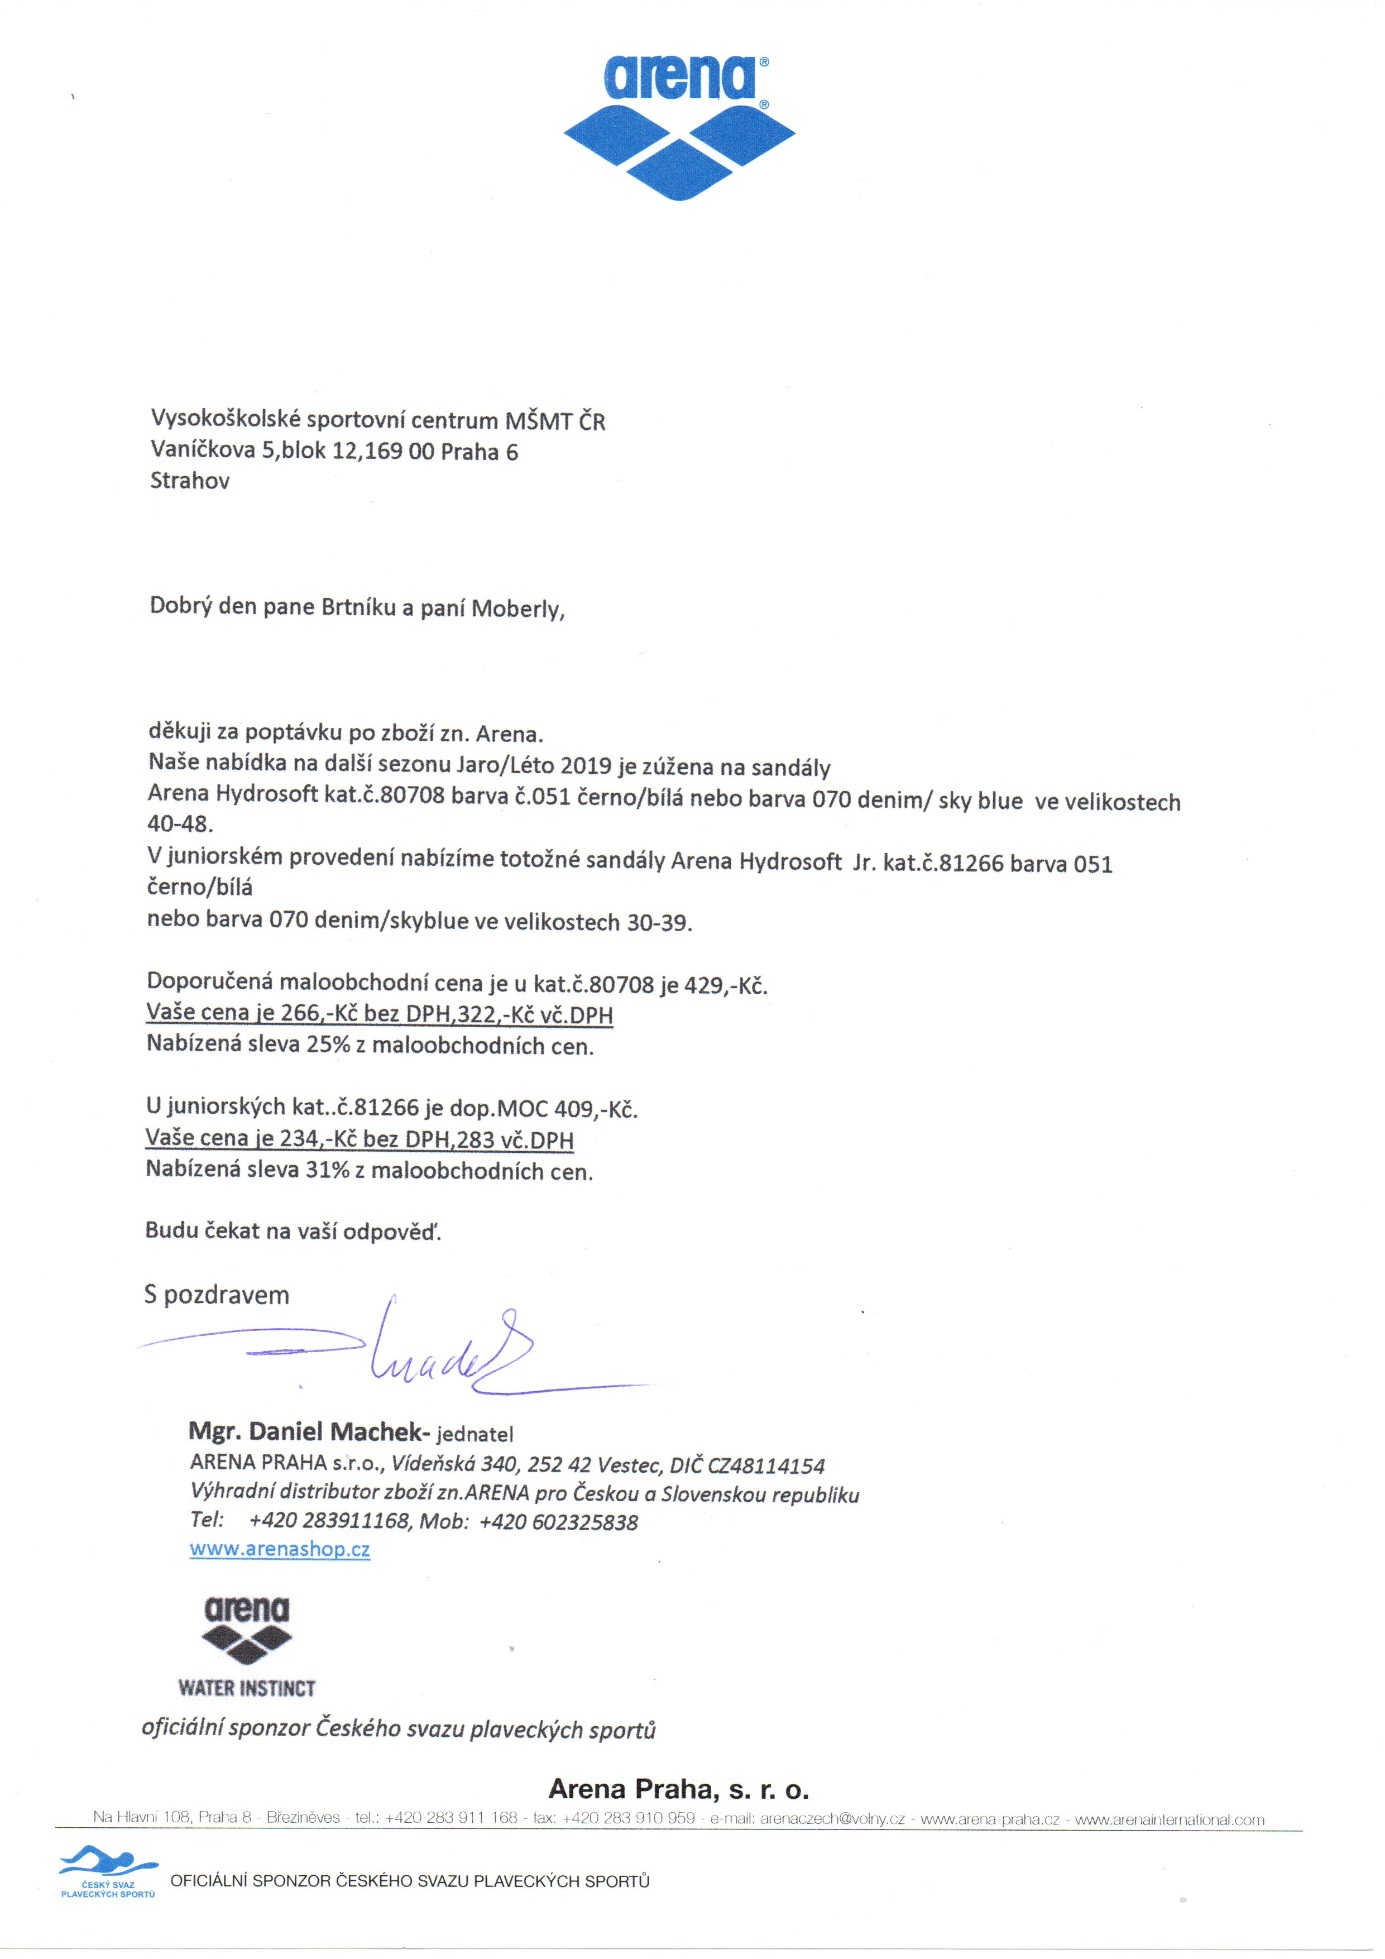 arena®
®
Vysokoškolské sportovní centrum MŠMT ČR
Vaníčkova 5,blok 12,169 00 Praha 6
Strahov
Dobrý den pane Brtníku a paní Moberly,
děkuji za poptávku po zboží zn. Arena.
Naše nabídka na další sezonu Jaro/Léto 2019 je zúžena na sandály
Arena Hydrosoft kat.č.80708 barva č.051 černo/bílá nebo barva 070 denim/ sky blue  ve velikostech
40-48.
V juniorském provedení nabízíme totožné sandály Arena Hydrosoft  Jr. kat.č.81266 barva 051
černo/bílá
nebo barva 070 denim/skyblue ve velikostech 30-39.
Doporučená maloobchodní cena je u kat.č.80708 je 429,-Kč.
Vaše cena je 266,-Kč bez DPH,322,-Kč vč.DPH
Nabízená sleva 25% z maloobchodních cen.
U juniorských kat..č.81266 je dop.MOC 409,-Kč.
Vaše cena je 234,-Kč bez DPH,283 vč.DPH
Nabízená sleva 31% z maloobchodních cen.
Budu čekat na vaší odpověď.
S pozdravem
Mgr. Daniel Machek- jednatel
ARENA PRAHA s.r.o., Vídeňská 340, 252 42 Vestec, DIČ CZ48114154
Výhradní distributor zboží zn.ARENA pro Českou a Slovenskou republiku
Tel:    +420 283911168, Mob:  +420 602325838
www.arenashop.cz
arena
WATER INSTINCT
oficiální sponzor Českého svazu plaveckých sportů
Arena Praha, s. r. o.
Na Hlavní 108, Praha 8 - Březiněves - tel.: +420 283 911 168 - fax: +420 283 910 959 - e-mail: arenaczech@volny.cz - www.arena-praha.cz - www.arenainternational.com
ČESKÝ SVAZ
PLAVECKÝCH SPORTŮ
OFICIÁLNÍ SPONZOR ČESKÉHO SVAZU PLAVECKÝCH SPORTŮ